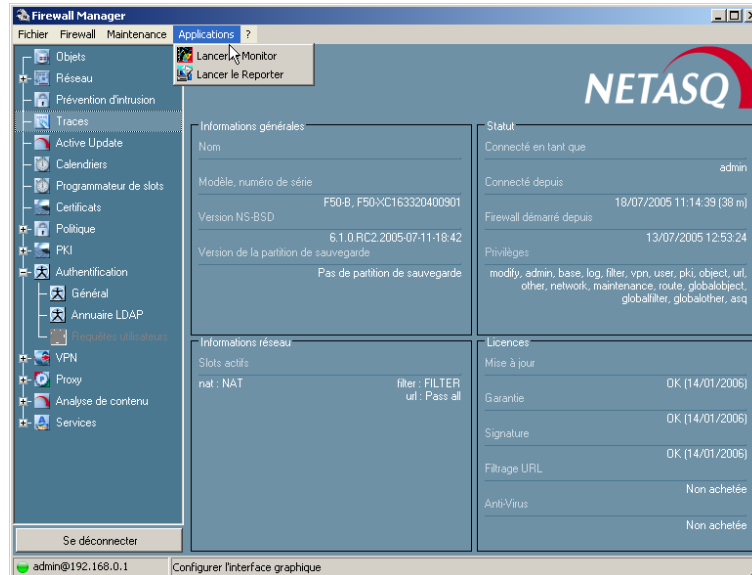 Firewall Manager
Fichier Firewall Maintenance Applications ?
Lancer le Monitor
Lancer le Reporter
Objets
Réseau
Prévention d'intrusion
Traces
Active Update
Calendriers
Programmateur de slots
Certificats
Politique
PKI
Authentification
Général
Annuaire LDAP
Requêtes utilisateurs
VPN
Proxy
Analyse de contenu
Services
Se déconnecter
NETASQ
Informations générales
Nom
Modèle, numéro de série
F50-B, F50-XC163320400901
Version NS-BSD
6.1.0.RC2.2005-07-11-18:42
Version de la partition de sauvegarde
Pas de partition de sauvegarde
Statut
Connecté en tant que
admin
Connecté depuis
18/07/2005 11:14:39 (38 m)
Firewall démarré depuis
13/07/2005 12:53:24
Privilèges
modify, admin, base, log, filter, vpn, user, pki, object, url,
other, network, maintenance, route, globalobject,
globalfilter, globalother, asq
Informations réseau
Slots actifs
nat : NAT filter : FILTER
url : Pass all
Licences
Mise à jour
OK (14/01/2006)
Garantie
OK (14/01/2006)
Signature
OK (14/01/2006)
Filtrage URL
Non achetée
Anti-Virus
Non achetée
admin@192.168.0.1 Configurer l'interface graphique